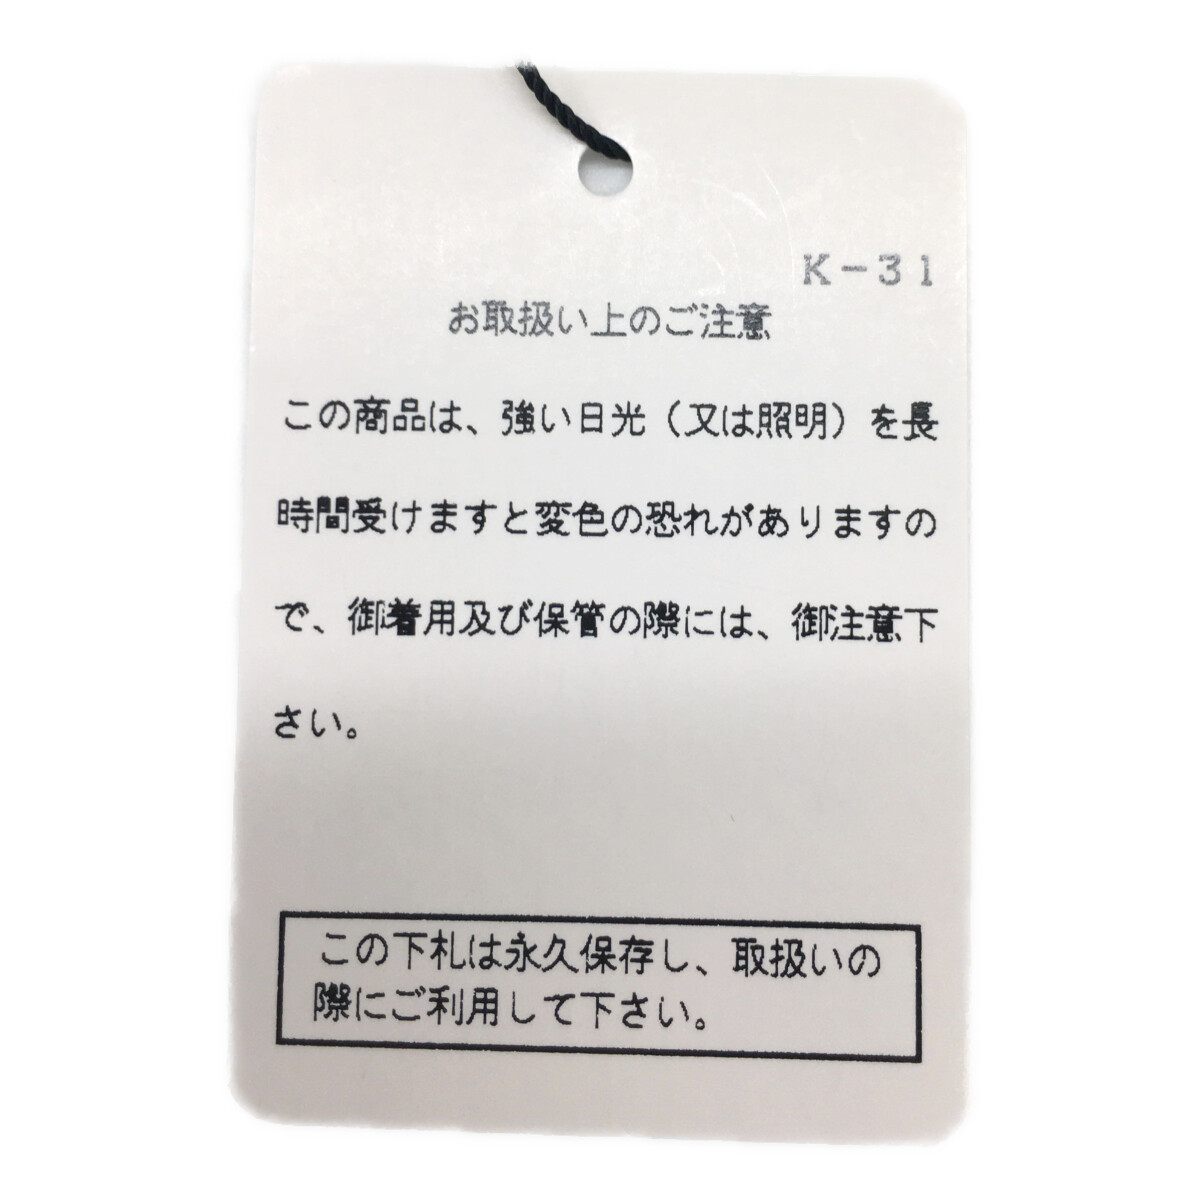 K-31
お取扱い上のご注意
この商品は、強い日光(又は照明)を長
時間受けますと変色の恐れがありますの
で、御着用及び保管の際には、御注意下
さい。
この下札は永久保存し、取扱いの
際にご利用して下さい。